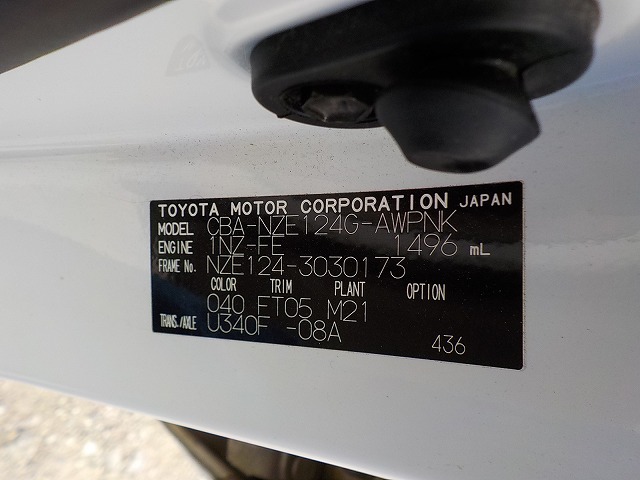 TOYOTA MOTOR CORPORATION JAPAN
MODEL CBA-NZE124G-AWPNK
ENGINE 1NZ-FE 1496 mL
FRAME No. NZE124-3030173
COLOR TRIM PLANT OPTION
040 FT05 M21
TRANS./AXLE U340F -08A
436